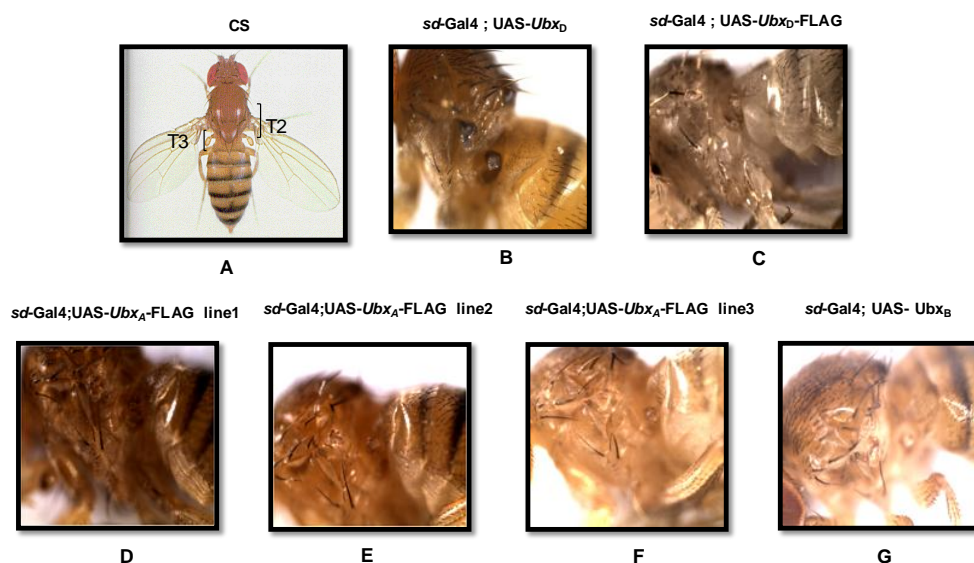 CS
sd-Gal4 ; UAS-UbxD
sd-Gal4 ; UAS-UbxD-FLAG
T3
T2
A
B
C
sd-Gal4;UAS-UbxA-FLAG line1
sd-Gal4;UAS-UbxA-FLAG line2
sd-Gal4;UAS-UbxA-FLAG line3
sd-Gal4; UAS- UbxB
D
E
F
G